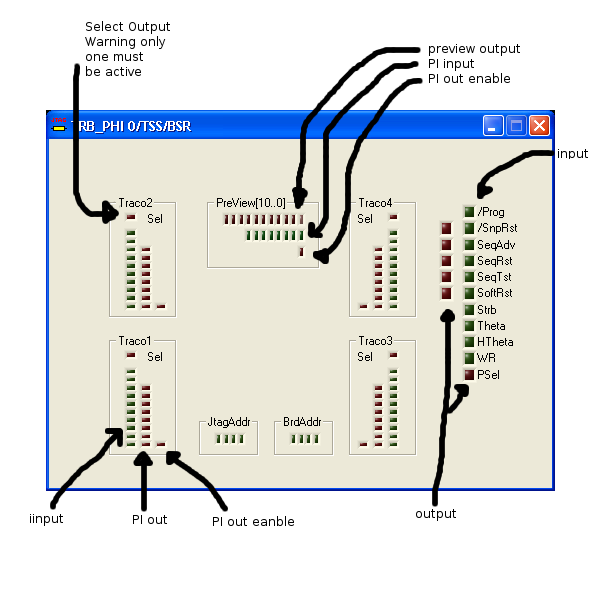 Select Output
Warning only
one must
be active
preview output
PI input
PI out enable
TRB_PHI 0/TSS/BSR
input
Traco2
Sel
PreView[10..0]
Traco4
Sel
/Prog
/SnpRst
SeqAdv
SeqRst
SeqTst
SoftRst
Strb
Theta
HTheta
WR
PSel
Traco1
Sel
Traco3
Sel
JtagAddr
BrdAddr
iinput
PI out
PI out eanble
output